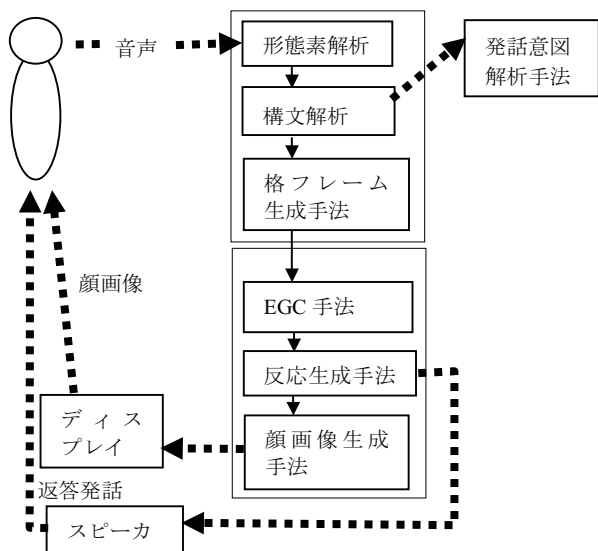 音声
形態素解析
発話意図
解析手法
構文解析
格フレーム
生成手法
顔画像
EGC 手法
反応生成手法
ディス
プレイ
顔画像生成
手法
返答発話
スピーカ